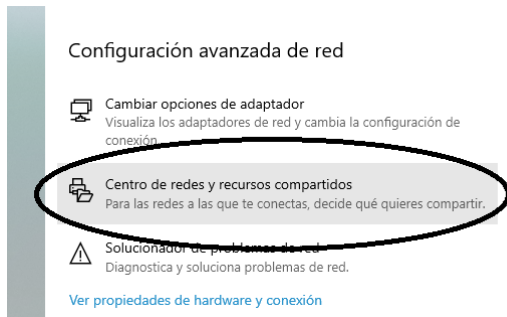 Configuración avanzada de red
Cambiar opciones de adaptador
Visualiza los adaptadores de red y cambia la configuración de
conexión.
Centro de redes y recursos compartidos
Para las redes a las que te conectas, decide qué quieres compartir.
Solucionador de problemas de red
Diagnostica y soluciona problemas de red.
Ver propiedades de hardware y conexión